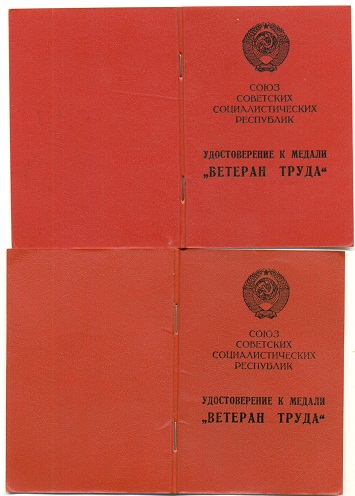 СОЮЗ
СОВЕТСКИХ
СОЦИАЛИСТИЧЕСКИХ
РЕСПУБЛИК
УДОСТОВЕРЕНИЕ К МЕДАЛИ
„ВЕТЕРАН ТРУДА“
СОЮЗ
СОВЕТСКИХ
СОЦИАЛИСТИЧЕСКИХ
РЕСПУБЛИК
УДОСТОВЕРЕНИЕ К МЕДАЛИ
„ВЕТЕРАН ТРУДА“